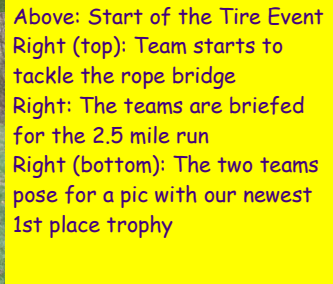 Above: Start of the Tire Event
Right (top): Team starts to
tackle the rope bridge
Right: The teams are briefed
for the 2.5 mile run
Right (bottom): The two teams
pose for a pic with our newest
1st place trophy